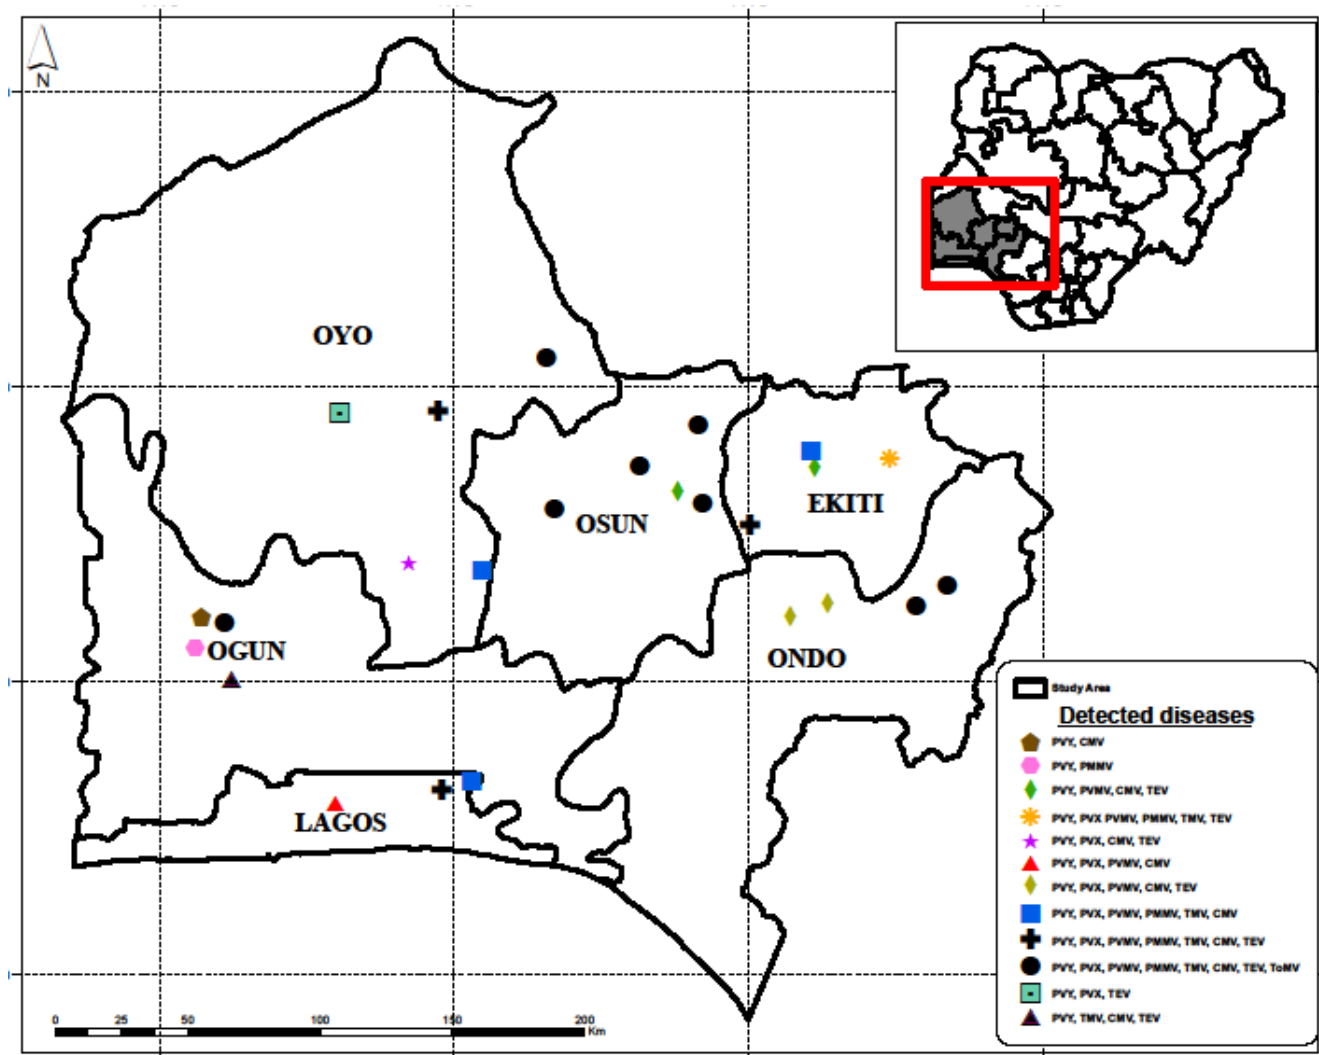 N
OYO
OSUN
EKITI
OGUN
ONDO
LAGOS
Study Area
Detected diseases
PVY, CMV
PVY, PMMV
PVY, PVMV, CMV, TEV
PVY, PVX PVMV, PMMV, TMV, TEV
PVY, PVX, CMV, TEV
PVY, PVX, PVMV, CMV
PVY, PVX, PVMV, CMV, TEV
PVY, PVX, PVMV, PMMV, TMV, CMV
PVY, PVX, PVMV, PMMV, TMV, CMV, TEV
PVY, PVX, PVMV, PMMV, TMV, CMV, TEV, ToMV
PVY, PVX, TEV
PVY, TMV, CMV, TEV
0 25 50 100 150 200
Km